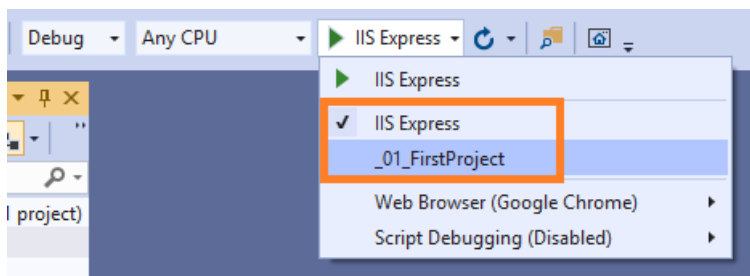 Debug Any CPU IIS Express
IIS Express
IIS Express
_01_FirstProject
project)
Web Browser (Google Chrome)
Script Debugging (Disabled)